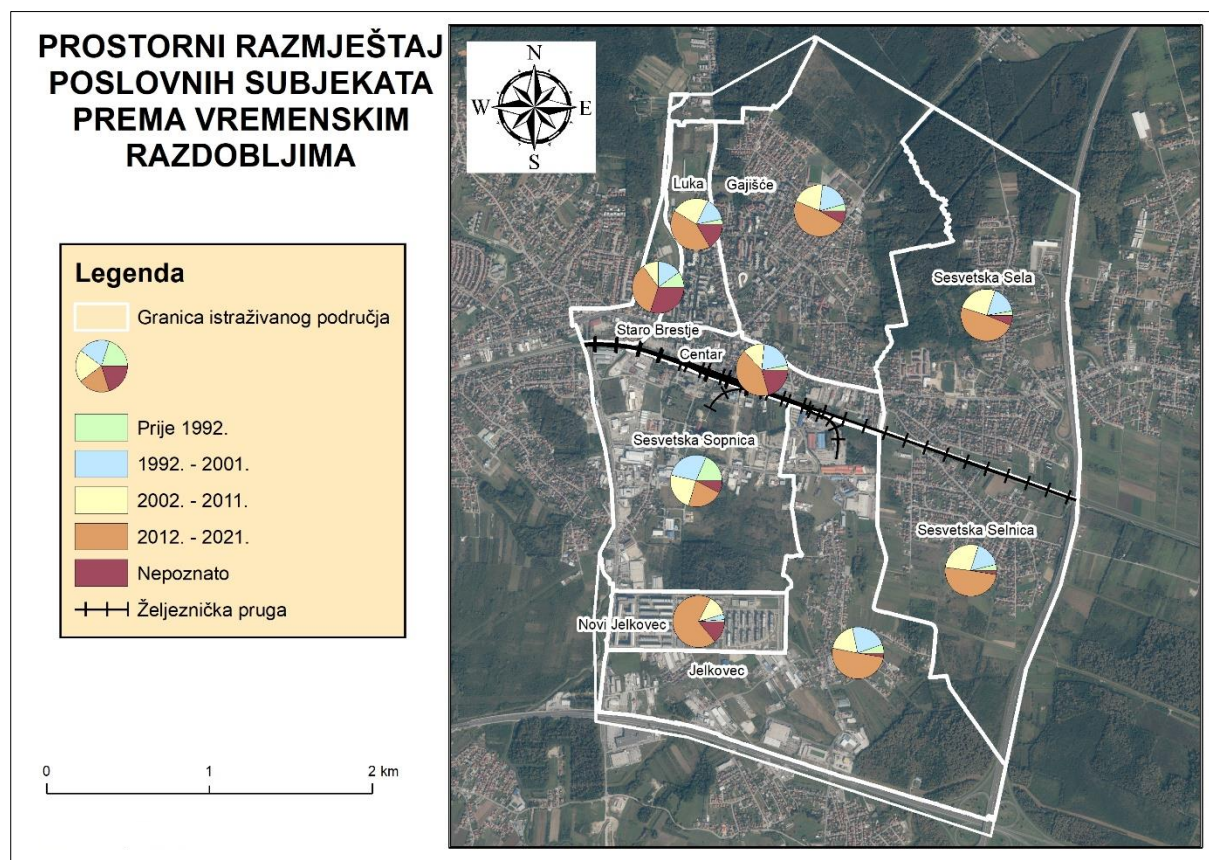 PROSTORNI RAZMJEŠTAJ
POSLOVNIH SUBJEKATA
PREMA VREMENSKIM
RAZDOBLJIMA
Legenda
Granica istraživanog područja
Prije 1992.
1992. - 2001.
2002. - 2011.
2012. - 2021.
Nepoznato
Željeznička pruga
0 1 2 km
N
W E
S
Luka
Gajišće
Sesvetska Sela
Staro Brestje
Centar
Sesvetska Sopnica
Sesvetska Selnica
Novi Jelkovec
Jelkovec